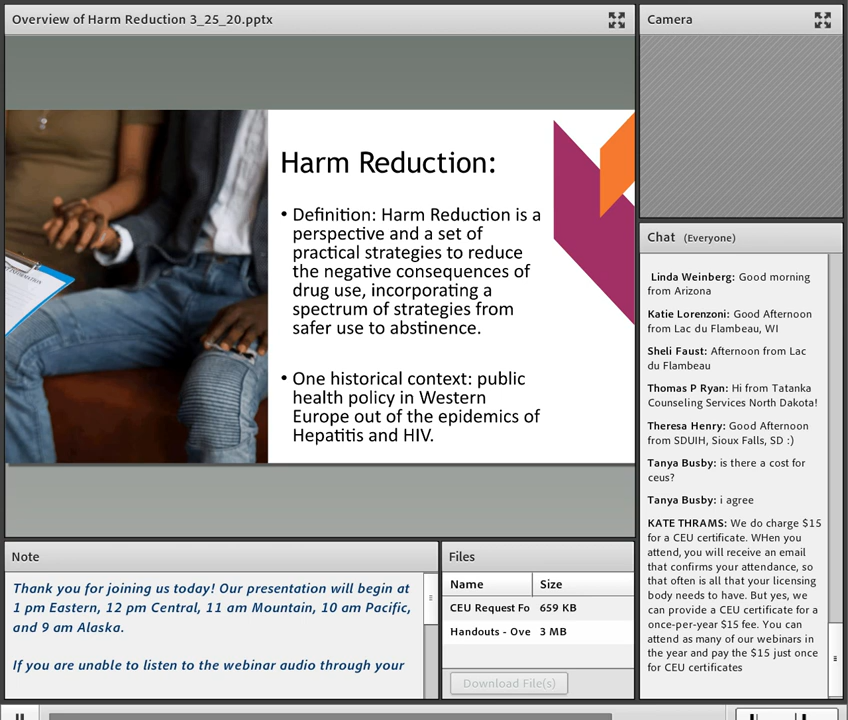 Overview of Harm Reduction 3_25_20.pptx
Harm Reduction:
• Definition: Harm Reduction is a
perspective and a set of
practical strategies to reduce
the negative consequences of
drug use, incorporating a
spectrum of strategies from
safer use to abstinence.
• One historical context: public
health policy in Western
Europe out of the epidemics of
Hepatitis and HIV.
Camera
Chat (Everyone)
Linda Weinberg: Good morning
from Arizona
Katie Lorenzoni: Good Afternoon
from Lac du Flambeau, WI
Sheli Faust: Afternoon from Lac
du Flambeau
Thomas P Ryan: Hi from Tatanka
Counseling Services North Dakota!
Theresa Henry: Good Afternoon
from SDUIH, Sioux Falls, SD :)
Tanya Busby: is there a cost for
ceus?
Tanya Busby: i agree
KATE THRAMS: We do charge $15
for a CEU certificate. WHen you
attend, you will receive an email
that confirms your attendance, so
that often is all that your licensing
body needs to have. But yes, we
can provide a CEU certificate for a
once-per-year $15 fee. You can
attend as many of our webinars in
the year and pay the $15 just once
for CEU certificates
Note
Thank you for joining us today! Our presentation will begin at
1 pm Eastern, 12 pm Central, 11 am Mountain, 10 am Pacific,
and 9 am Alaska.
If you are unable to listen to the webinar audio through your
Files
Name Size
CEU Request Fo 659 KB
Handouts - Ove 3 MB
Download File(s)